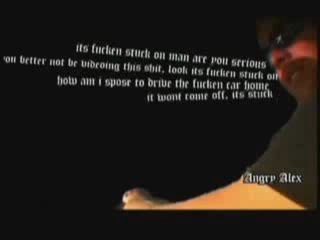 its fucken stuck on man are you serious
you better not be videoing this shit, look its fucken stuck on
how am i spose to drive the fucken car home
it wont come off, its stuck
Angry Alex